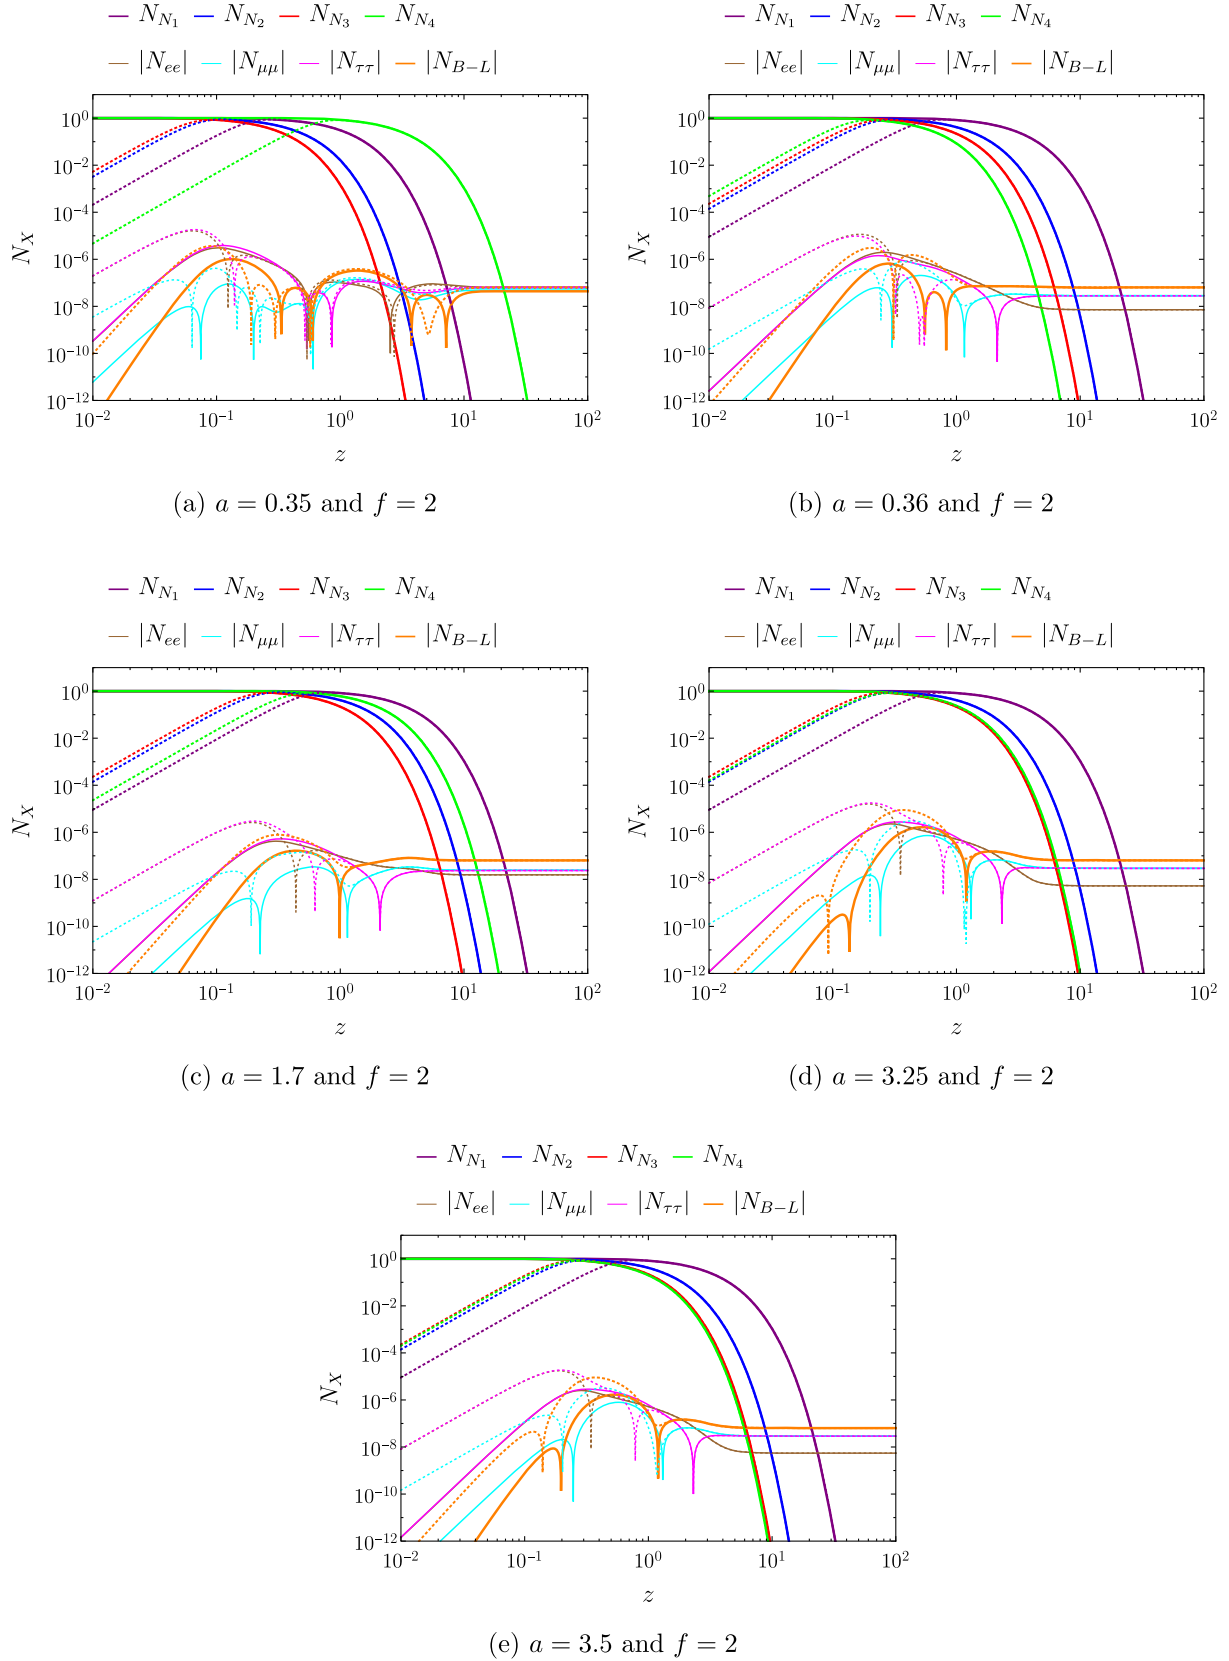 N_{N_1} N_{N_2} N_{N_3} N_{N_4} N_{N_1} N_{N_2} N_{N_3} N_{N_4}
|N_{ee}| |N_{μμ}| |N_{ττ}| |N_{B−L}| |N_{ee}| |N_{μμ}| |N_{ττ}| |N_{B−L}|
10^0 10^0
10^{−2} 10^{−2}
10^{−4} 10^{−4}
N_X 10^{−6} N_X 10^{−6}
10^{−8} 10^{−8}
10^{−10} 10^{−10}
10^{−12} 10^{−12}
10^{−2} 10^{−1} 10^0 10^1 10^2 10^{−2} 10^{−1} 10^0 10^1 10^2
z z
(a) a = 0.35 and f = 2 (b) a = 0.36 and f = 2
N_{N_1} N_{N_2} N_{N_3} N_{N_4} N_{N_1} N_{N_2} N_{N_3} N_{N_4}
|N_{ee}| |N_{μμ}| |N_{ττ}| |N_{B−L}| |N_{ee}| |N_{μμ}| |N_{ττ}| |N_{B−L}|
10^0 10^0
10^{−2} 10^{−2}
10^{−4} 10^{−4}
N_X 10^{−6} N_X 10^{−6}
10^{−8} 10^{−8}
10^{−10} 10^{−10}
10^{−12} 10^{−12}
10^{−2} 10^{−1} 10^0 10^1 10^2 10^{−2} 10^{−1} 10^0 10^1 10^2
z z
(c) a = 1.7 and f = 2 (d) a = 3.25 and f = 2
N_{N_1} N_{N_2} N_{N_3} N_{N_4}
|N_{ee}| |N_{μμ}| |N_{ττ}| |N_{B−L}|
10^0
10^{−2}
10^{−4}
N_X 10^{−6}
10^{−8}
10^{−10}
10^{−12}
10^{−2} 10^{−1} 10^0 10^1 10^2
z
(e) a = 3.5 and f = 2